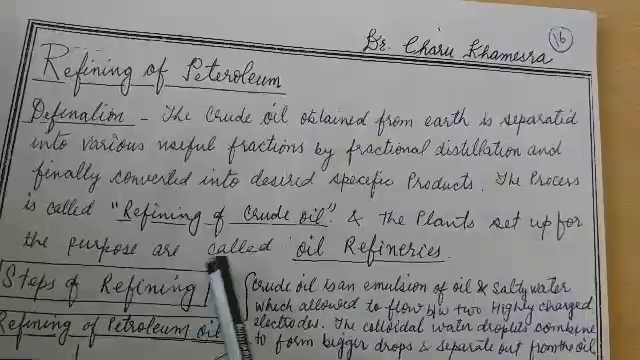 Dr. Charu Khamesra
16
Refining of Peteroleum
Defination - The crude oil obtained from earth is separated
into various useful fractions by fractional distillation and
finally converted into desired specific Products. The Process
is called "Refining of Crude oil" & the Plants set up for
the purpose are called oil Refineries.
Steps of Refining
Refining of Petroleum oil
Crude oil is an emulsion of oil & salty water
which allowed to flow b/w two Highly charged
electrodes. The colloidal water droplets combine
to form bigger drops & separate out from the oil